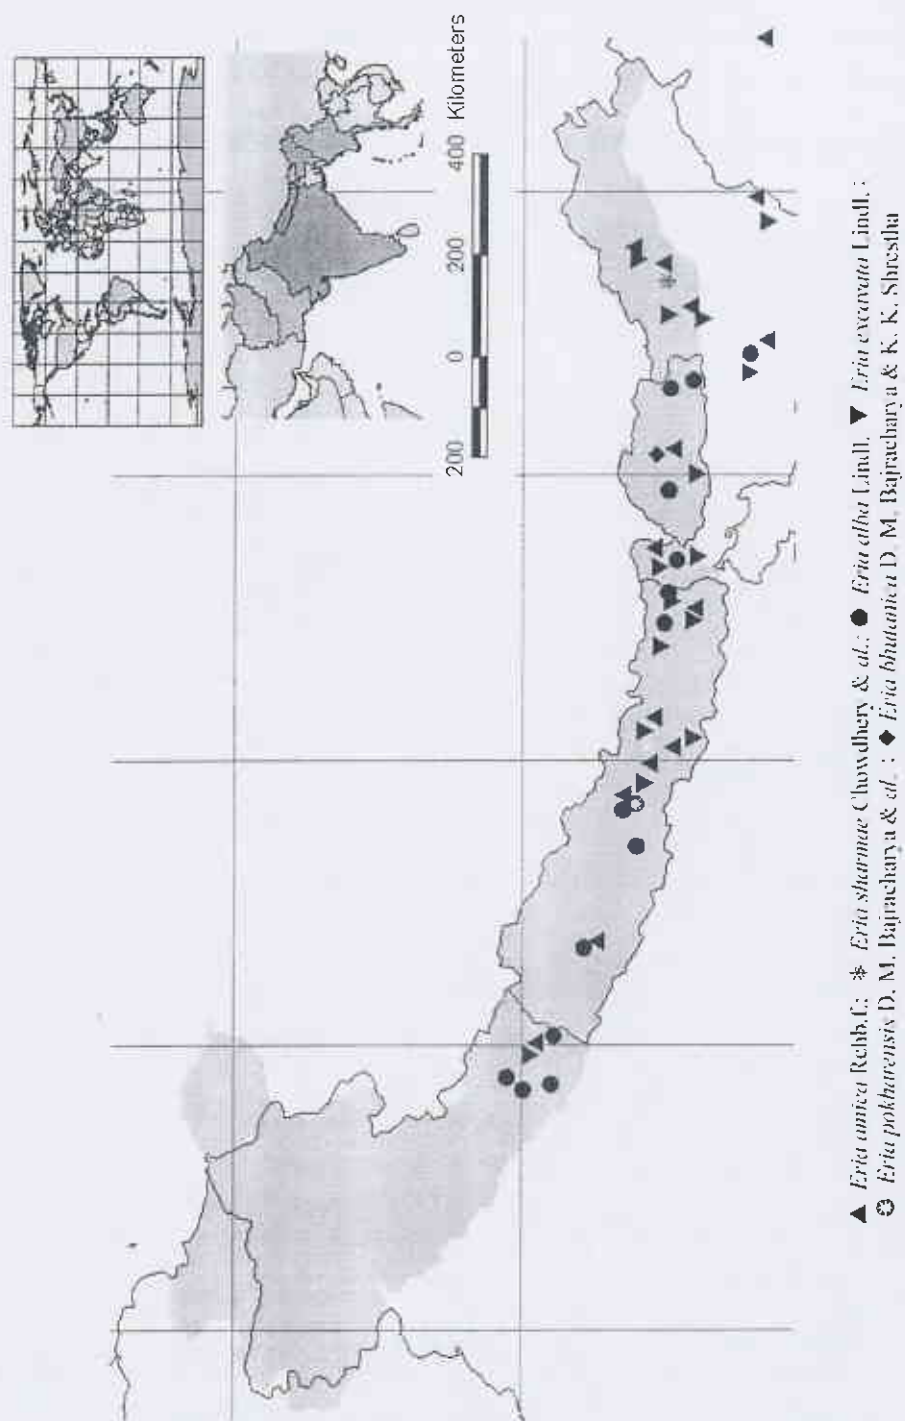 Kilometers
200 0 200 400
▲ Eria amica Rchb.f.; ✳ Eria sharmae Chowdhery & al.; ● Eria alba Lindl. ▼ Eria excavata Lindl. :
✪ Eria pokharensis D. M. Bajracharya & al. : ◆ Eria bhutanica D. M. Bajracharya & K. K. Shrestha